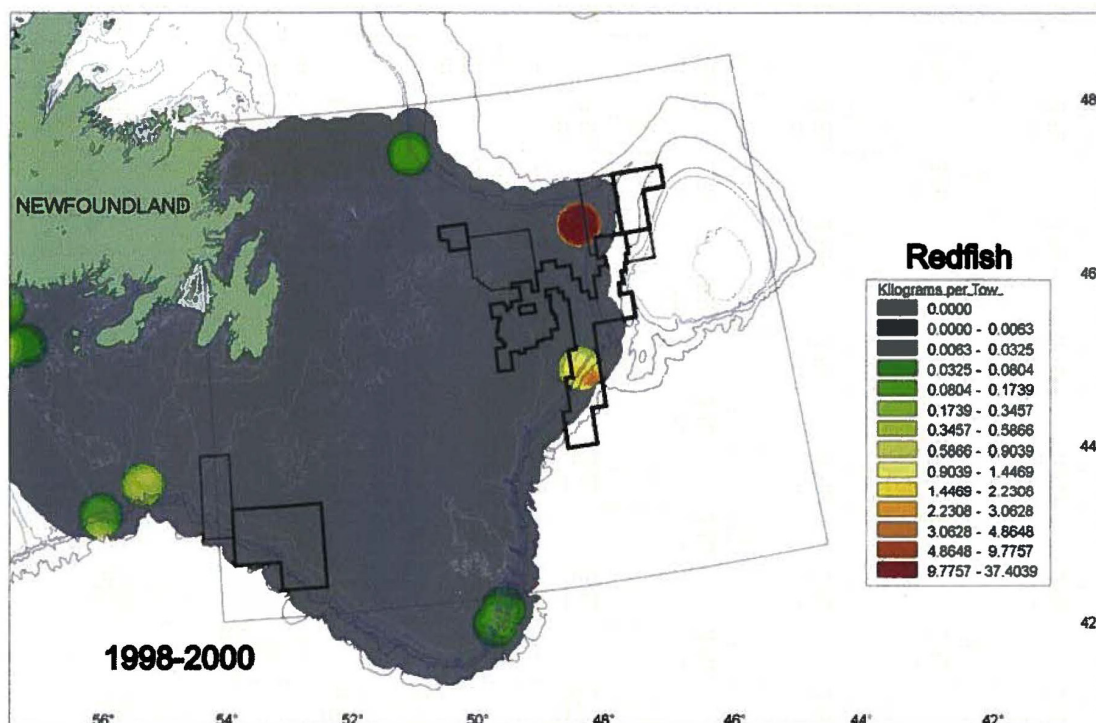 48
NEWFOUNDLAND
46
Redfish
Kilograms_per_Tow_
0.0000
0.0000 - 0.0063
0.0063 - 0.0325
0.0325 - 0.0804
0.0804 - 0.1739
0.1739 - 0.3457
0.3457 - 0.5866
0.5866 - 0.9039
0.9039 - 1.4469
1.4469 - 2.2308
2.2308 - 3.0628
3.0628 - 4.8648
4.8648 - 9.7757
9.7757 - 37.4039
44
42
1998-2000
56° 54° 52° 50° 48° 46° 44° 42°